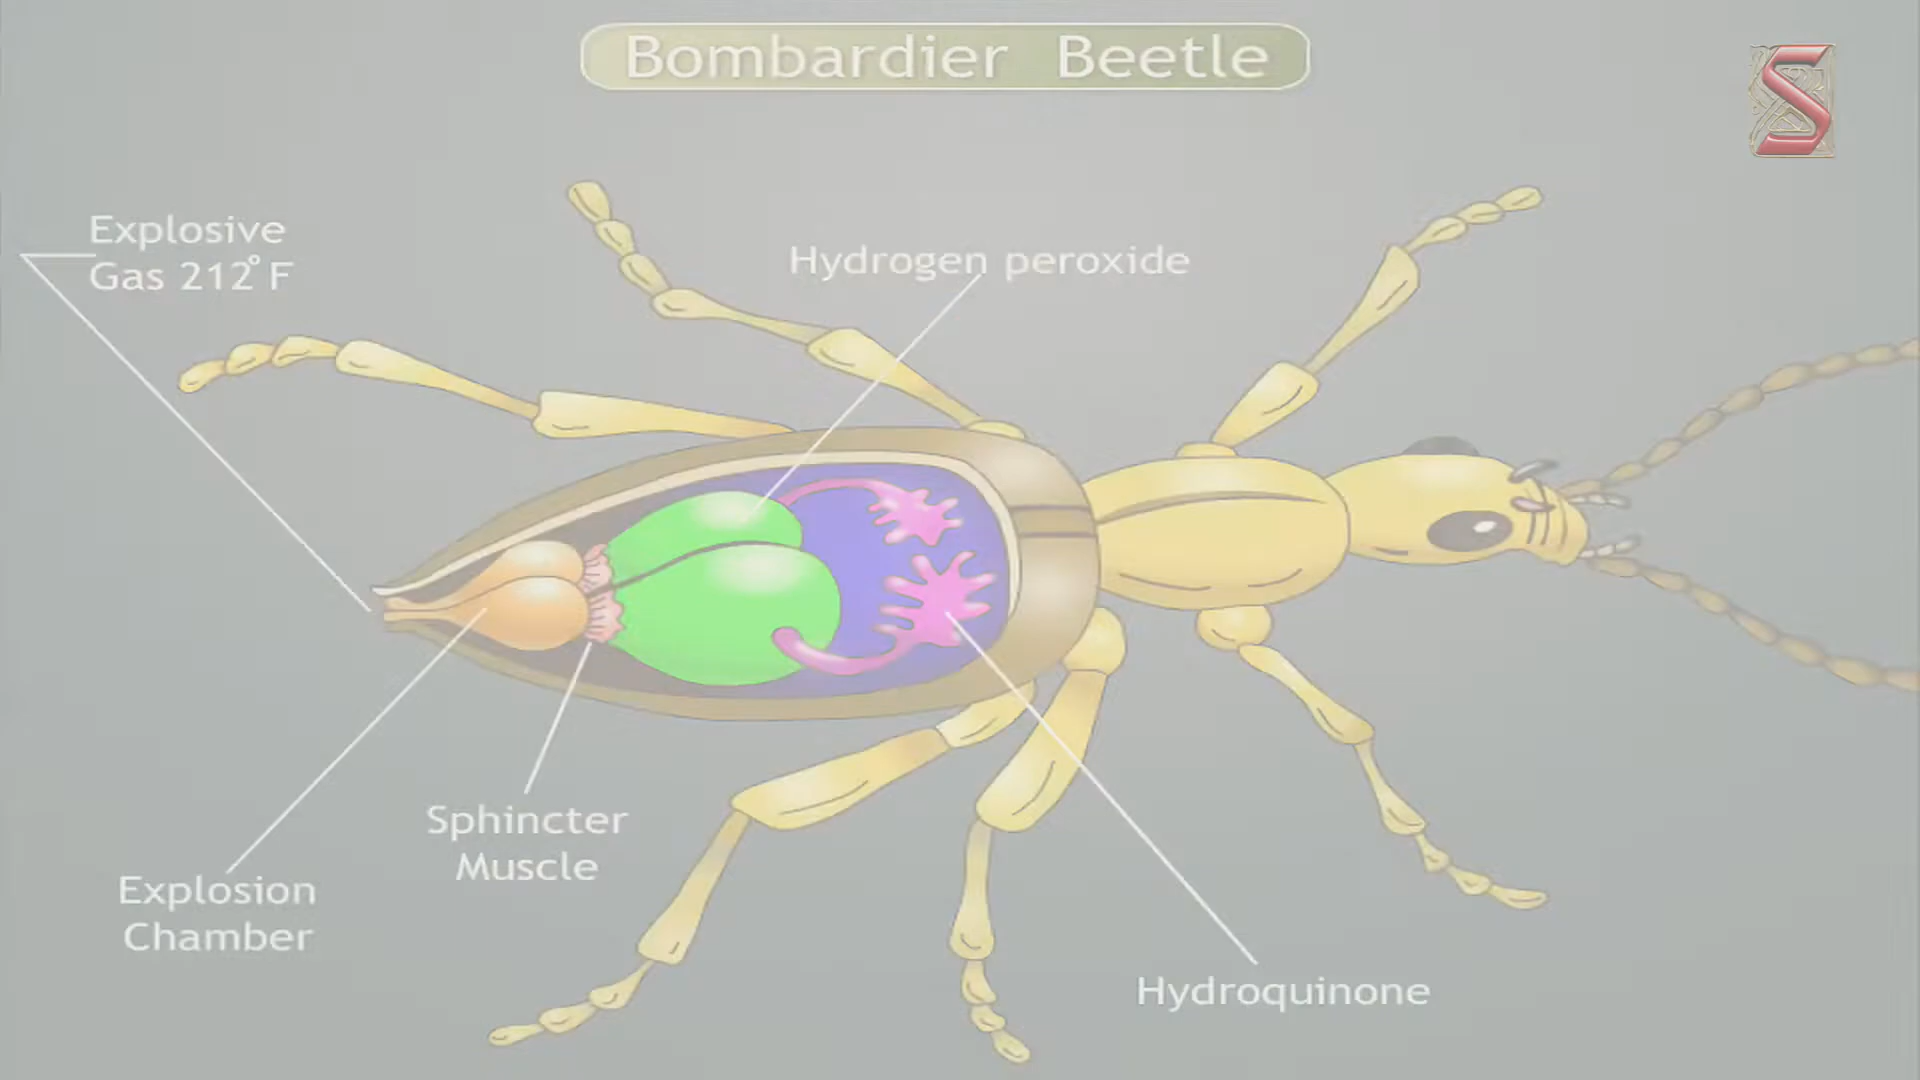 Bombardier Beetle
S
Explosive
Gas 212° F
Hydrogen peroxide
Sphincter
Muscle
Explosion
Chamber
Hydroquinone